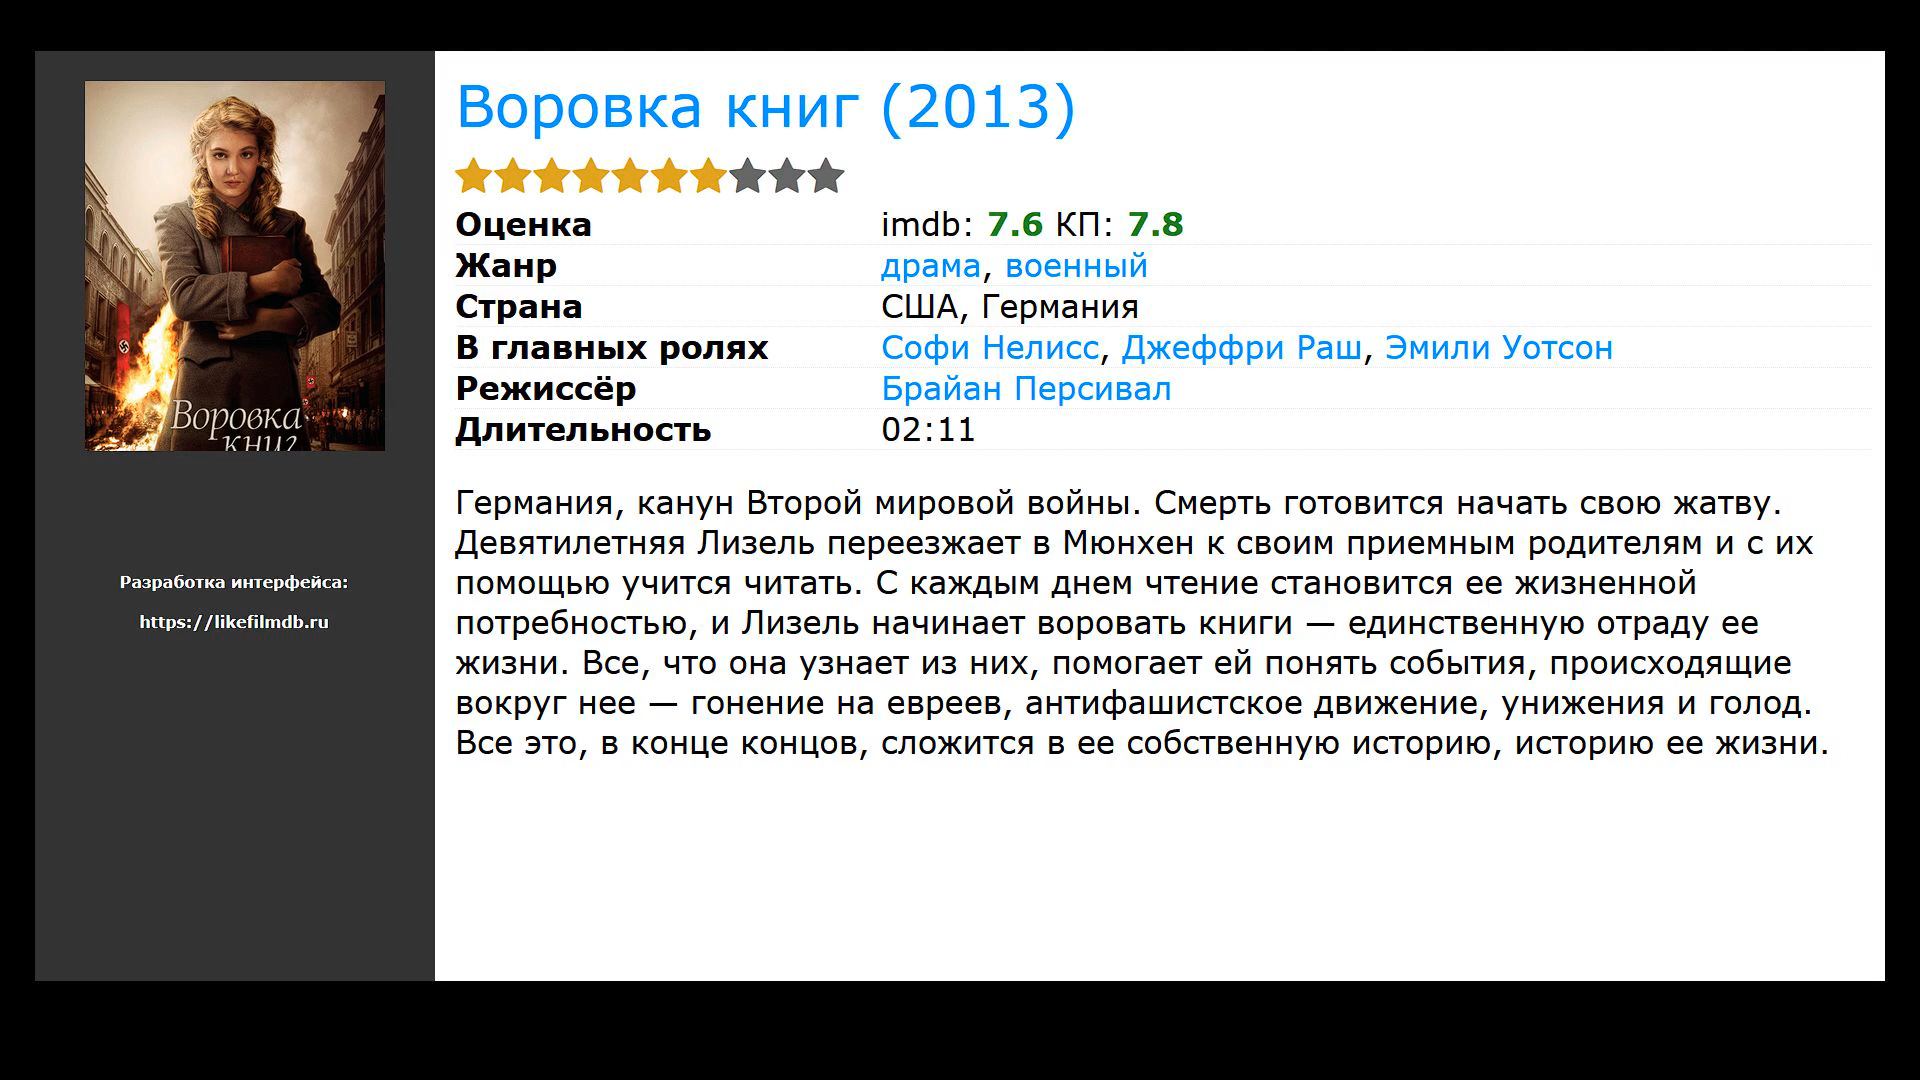 Воровка
книг
Разработка интерфейса:
https://likefilmdb.ru
Воровка книг (2013)
Оценка imdb: 7.6 КП: 7.8
Жанр драма, военный
Страна США, Германия
В главных ролях Софи Нелисс, Джеффри Раш, Эмили Уотсон
Режиссёр Брайан Персивал
Длительность 02:11
Германия, канун Второй мировой войны. Смерть готовится начать свою жатву.
Девятилетняя Лизель переезжает в Мюнхен к своим приемным родителям и с их
помощью учится читать. С каждым днем чтение становится ее жизненной
потребностью, и Лизель начинает воровать книги — единственную отраду ее
жизни. Все, что она узнает из них, помогает ей понять события, происходящие
вокруг нее — гонение на евреев, антифашистское движение, унижения и голод.
Все это, в конце концов, сложится в ее собственную историю, историю ее жизни.